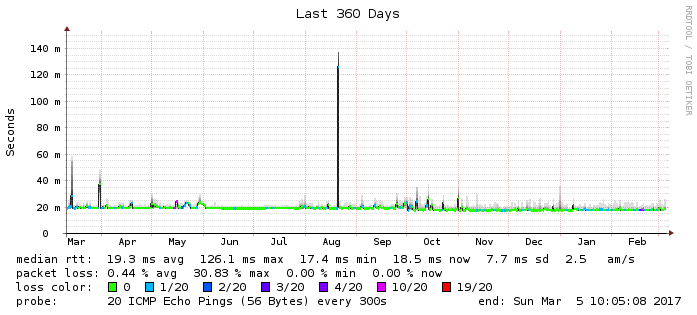 Last 360 Days
RRDTOOL / TOBI OETIKER
Seconds
140 m
120 m
100 m
80 m
60 m
40 m
20 m
0
Mar Apr May Jun Jul Aug Sep Oct Nov Dec Jan Feb
median rtt: 19.3 ms avg 126.1 ms max 17.4 ms min 18.5 ms now 7.7 ms sd 2.5 am/s
packet loss: 0.44 % avg 30.83 % max 0.00 % min 0.00 % now
loss color: 0 1/20 2/20 3/20 4/20 10/20 19/20
probe: 20 ICMP Echo Pings (56 Bytes) every 300s end: Sun Mar 5 10:05:08 2017